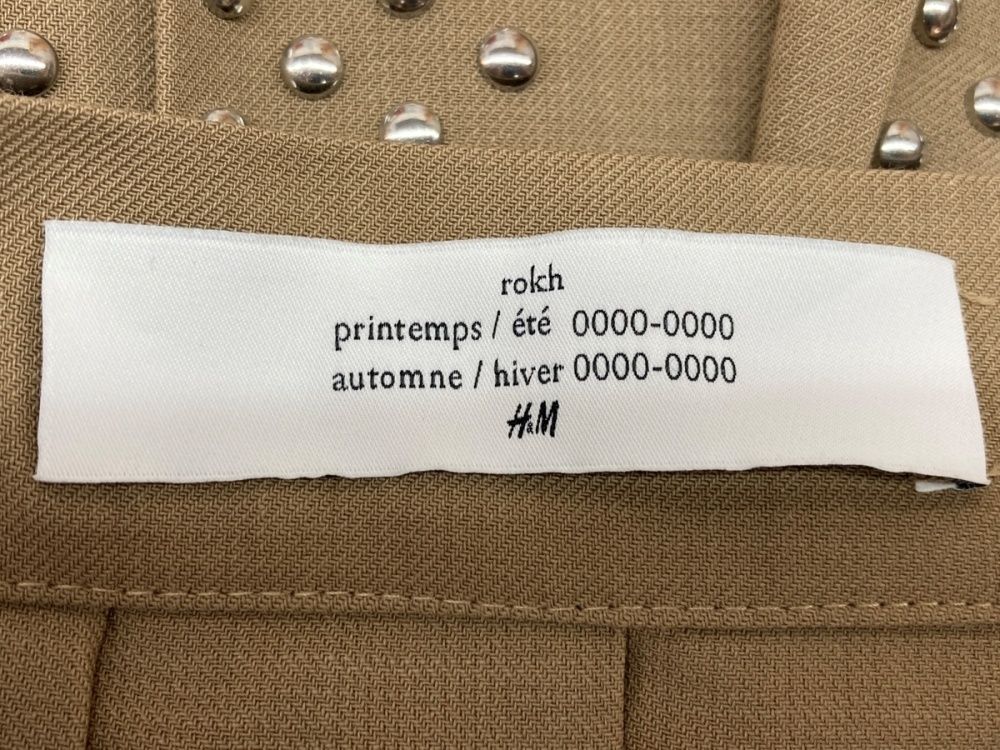 rokh
printemps / été 0000-0000
automne / hiver 0000-0000
H&M